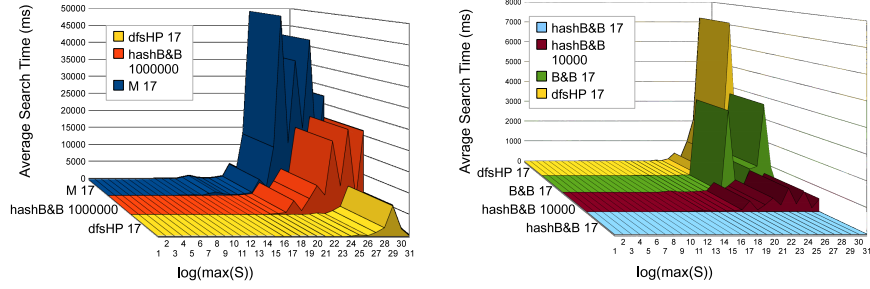 Average Search Time (ms)
50000
45000
40000
35000
30000
25000
20000
15000
10000
5000
0
dfsHP 17
hashB&B
1000000
M 17
M 17
hashB&B 1000000
dfsHP 17
2 4 6 8 10 12 14 16 18 20 22 24 26 28 30
1 3 5 7 9 11 13 15 17 19 21 23 25 27 29 31
log(max(S))
Avrage Search Time (ms)
8000
7000
6000
5000
4000
3000
2000
1000
0
hashB&B 17
hashB&B
10000
B&B 17
dfsHP 17
dfsHP 17
B&B 17
hashB&B 10000
hashB&B 17
2 4 6 8 10 12 14 16 18 20 22 24 26 28 30
1 3 5 7 9 11 13 15 17 19 21 23 25 27 29 31
log(max(S))